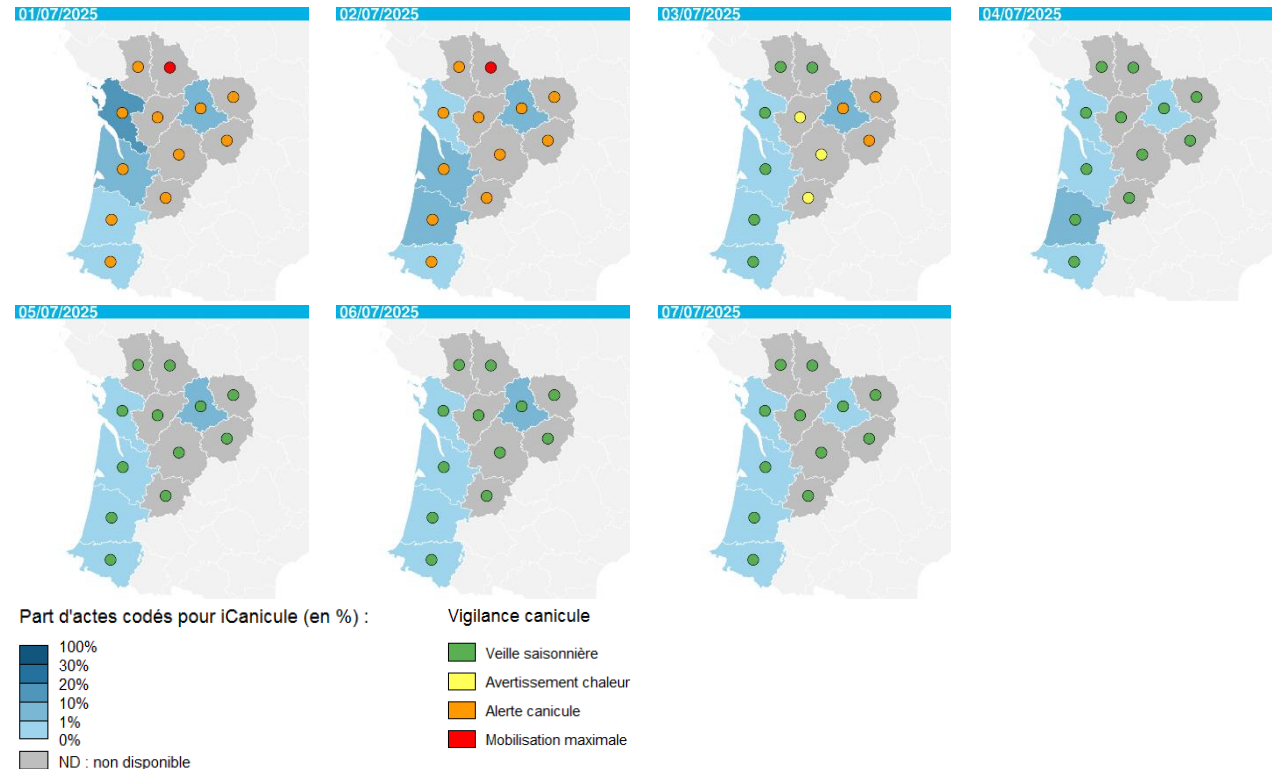 01/07/2025
02/07/2025
03/07/2025
04/07/2025
05/07/2025
06/07/2025
07/07/2025
Part d'actes codés pour iCanicule (en %) :
100%
30%
20%
10%
1%
0%
ND : non disponible
Vigilance canicule
Veille saisonnière
Avertissement chaleur
Alerte canicule
Mobilisation maximale